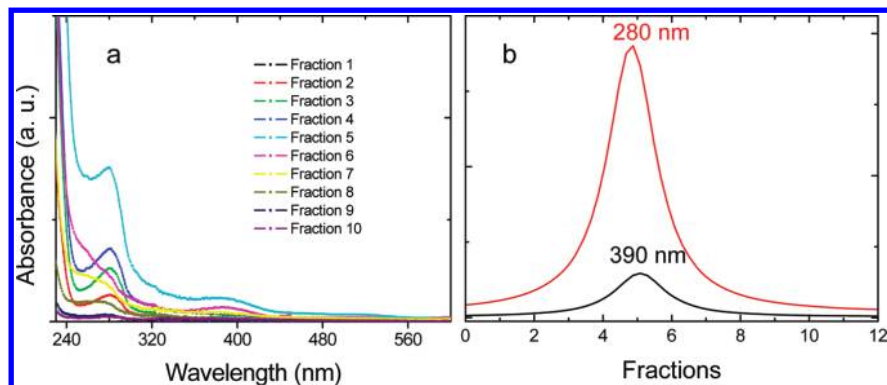 a
Fraction 1
Fraction 2
Fraction 3
Fraction 4
Fraction 5
Fraction 6
Fraction 7
Fraction 8
Fraction 9
Fraction 10
Absorbance (a. u.)
240 320 400 480 560
Wavelength (nm)
280 nm
b
390 nm
0 2 4 6 8 10 12
Fractions